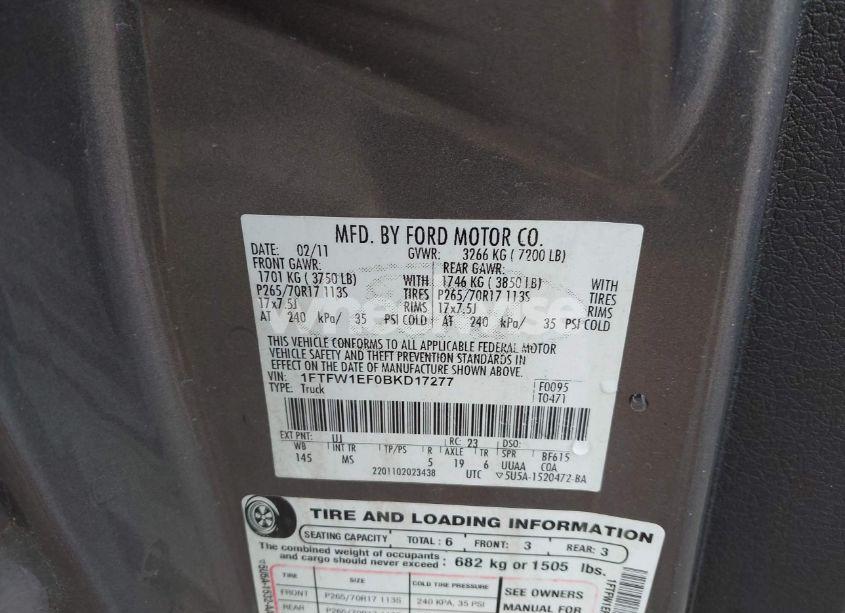 MFD. BY FORD MOTOR CO.
DATE: 02/11 GVWR: 3266 KG ( 7200 LB)
FRONT GAWR: REAR GAWR:
1701 KG ( 3750 LB) WITH 1746 KG ( 3850 LB) WITH
P265/70R17 113S TIRES P265/70R17 113S TIRES
17x7.5J RIMS 17x7.5J RIMS
AT 240 kPa/ 35 PSI COLD AT 240 kPa/ 35 PSI COLD
THIS VEHICLE CONFORMS TO ALL APPLICABLE FEDERAL MOTOR
VEHICLE SAFETY AND THEFT PREVENTION STANDARDS IN
EFFECT ON THE DATE OF MANUFACTURE SHOWN ABOVE.
VIN: 1FTFW1EF0BKD17277 F0095
TYPE: Truck T0471
EXT PNT: UJ RC: 23 DSO:
WB INT TR TP/PS R AXLE TR SPR BF615
145 MS 5 19 6 UUAA COA
2201102023438 UTC ▽5U5A-1520472-BA
TIRE AND LOADING INFORMATION
SEATING CAPACITY TOTAL: 6 FRONT: 3 REAR: 3
The combined weight of occupants
and cargo should never exceed: 682 kg or 1505 lbs.
TIRE SIZE COLD TIRE PRESSURE
SEE OWNERS
FRONT P265/70R17 113S 240 KPA, 35 PSI
MANUAL FOR
REAR